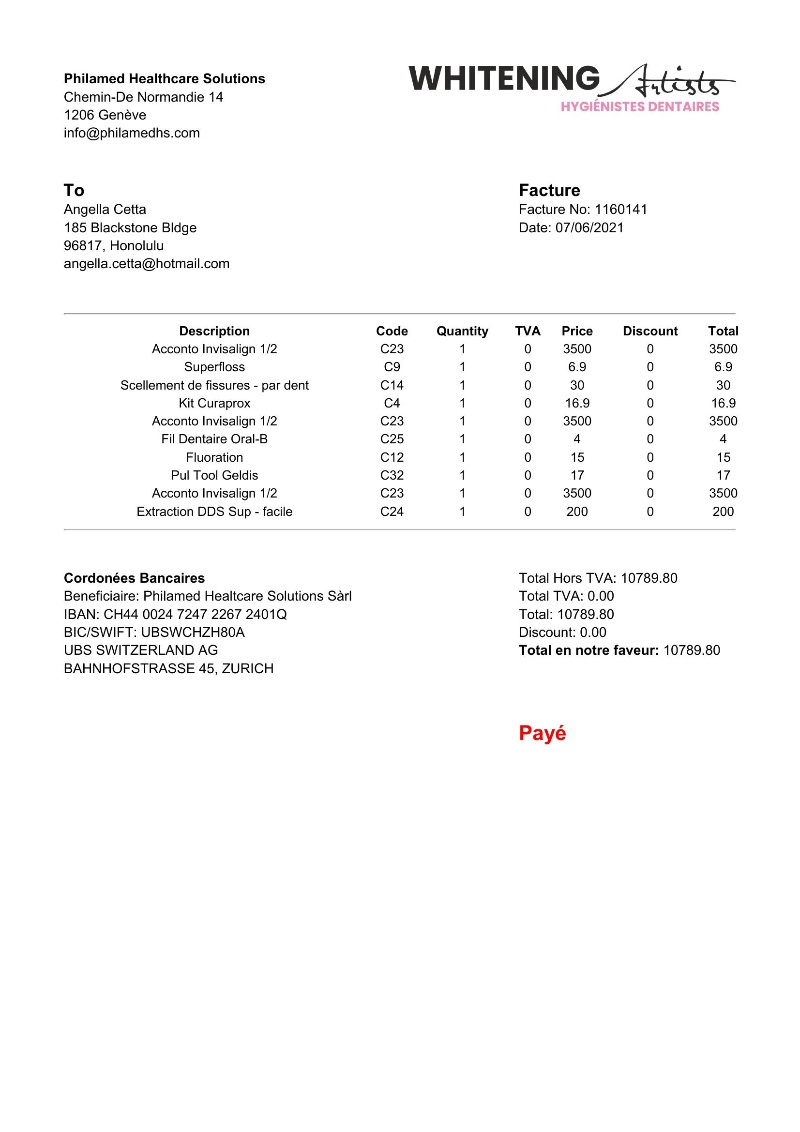 Philamed Healthcare Solutions
Chemin-De Normandie 14
1206 Genève
info@philamedhs.com
WHITENING Artists
HYGIÉNISTES DENTAIRES
To
Angella Cetta
185 Blackstone Bldge
96817, Honolulu
angella.cetta@hotmail.com
Facture
Facture No: 1160141
Date: 07/06/2021
Description Code Quantity TVA Price Discount Total
Acconto Invisalign 1/2 C23 1 0 3500 0 3500
Superfloss C9 1 0 6.9 0 6.9
Scellement de fissures - par dent C14 1 0 30 0 30
Kit Curaprox C4 1 0 16.9 0 16.9
Acconto Invisalign 1/2 C23 1 0 3500 0 3500
Fil Dentaire Oral-B C25 1 0 4 0 4
Fluoration C12 1 0 15 0 15
Pul Tool Geldis C32 1 0 17 0 17
Acconto Invisalign 1/2 C23 1 0 3500 0 3500
Extraction DDS Sup - facile C24 1 0 200 0 200
Cordonées Bancaires
Beneficiaire: Philamed Healtcare Solutions Sàrl
IBAN: CH44 0024 7247 2267 2401Q
BIC/SWIFT: UBSWCHZH80A
UBS SWITZERLAND AG
BAHNHOFSTRASSE 45, ZURICH
Total Hors TVA: 10789.80
Total TVA: 0.00
Total: 10789.80
Discount: 0.00
Total en notre faveur: 10789.80
Payé